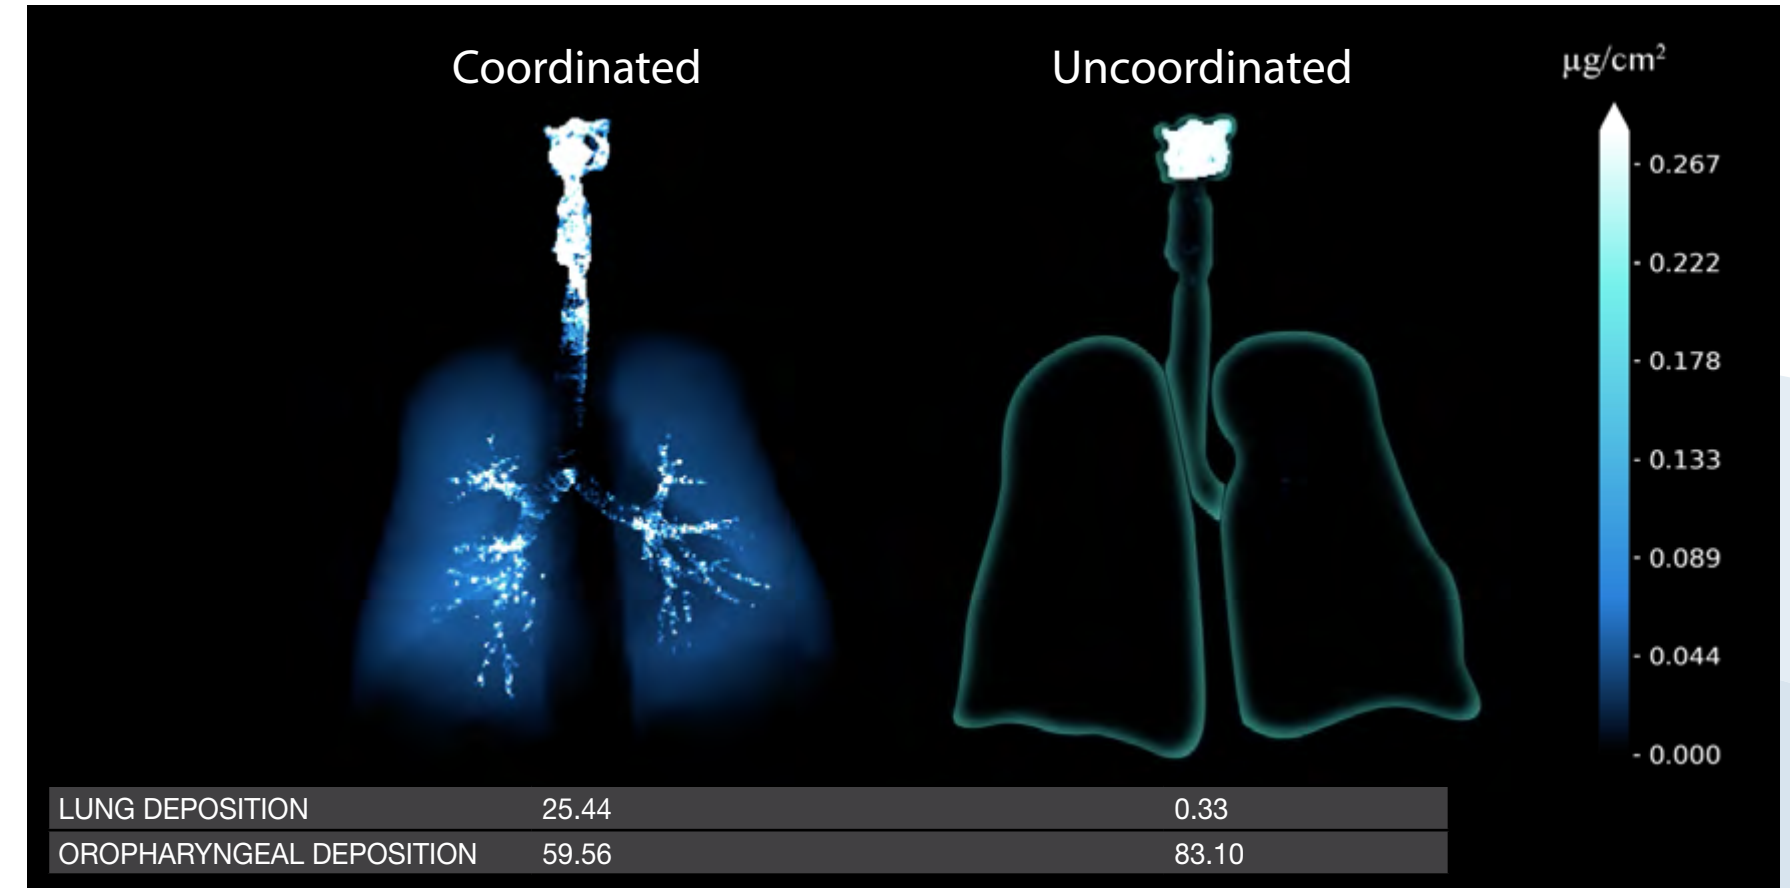 Coordinated
Uncoordinated
µg/cm²
- 0.267
- 0.222
- 0.178
- 0.133
- 0.089
- 0.044
- 0.000
LUNG DEPOSITION 25.44 0.33
OROPHARYNGEAL DEPOSITION 59.56 83.10